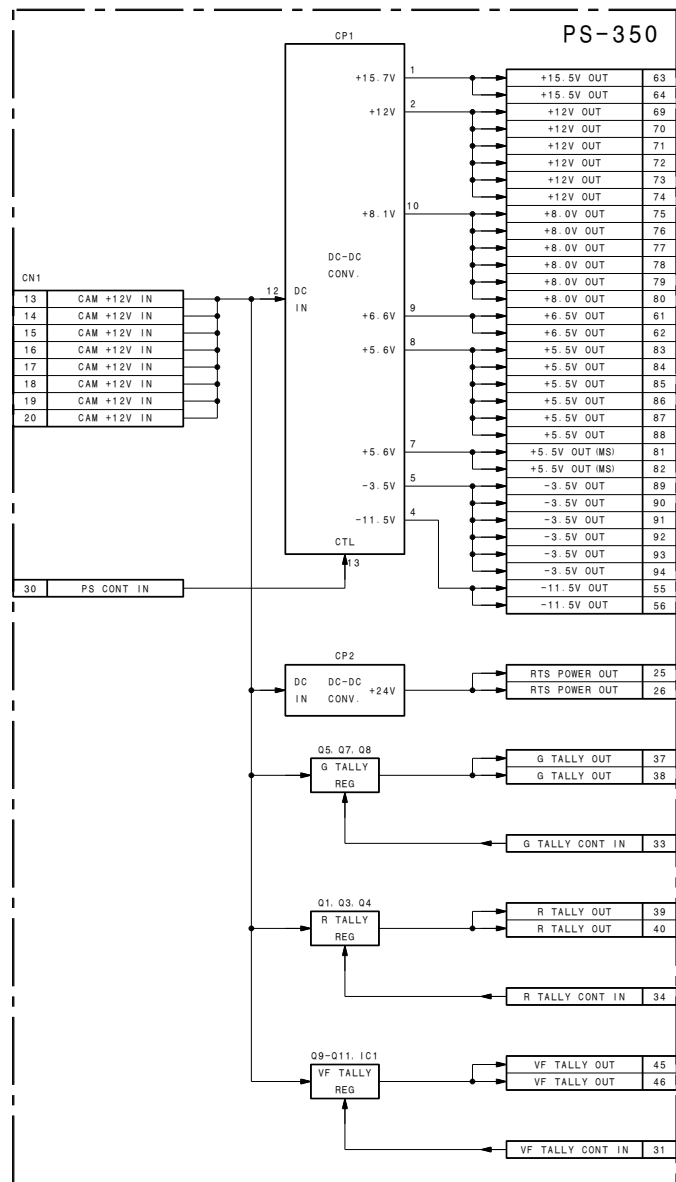 PS-350
CP1
+15.7V 1
+12V 2
+8.1V 10
DC-DC
CONV.
12 DC
IN
+6.6V 9
+5.6V 8
+5.6V 7
-3.5V 5
-11.5V 4
CTL
13
+15.5V OUT 63
+15.5V OUT 64
+12V OUT 69
+12V OUT 70
+12V OUT 71
+12V OUT 72
+12V OUT 73
+12V OUT 74
+8.0V OUT 75
+8.0V OUT 76
+8.0V OUT 77
+8.0V OUT 78
+8.0V OUT 79
+8.0V OUT 80
+6.5V OUT 61
+6.5V OUT 62
+5.5V OUT 83
+5.5V OUT 84
+5.5V OUT 85
+5.5V OUT 86
+5.5V OUT 87
+5.5V OUT 88
+5.5V OUT (MS) 81
+5.5V OUT (MS) 82
-3.5V OUT 89
-3.5V OUT 90
-3.5V OUT 91
-3.5V OUT 92
-3.5V OUT 93
-3.5V OUT 94
-11.5V OUT 55
-11.5V OUT 56
CN1
13 CAM +12V IN
14 CAM +12V IN
15 CAM +12V IN
16 CAM +12V IN
17 CAM +12V IN
18 CAM +12V IN
19 CAM +12V IN
20 CAM +12V IN
30 PS CONT IN
CP2
DC DC-DC +24V
IN CONV.
RTS POWER OUT 25
RTS POWER OUT 26
Q5, Q7, Q8
G TALLY
REG
G TALLY OUT 37
G TALLY OUT 38
G TALLY CONT IN 33
Q1, Q3, Q4
R TALLY
REG
R TALLY OUT 39
R TALLY OUT 40
R TALLY CONT IN 34
Q9-Q11, IC1
VF TALLY
REG
VF TALLY OUT 45
VF TALLY OUT 46
VF TALLY CONT IN 31